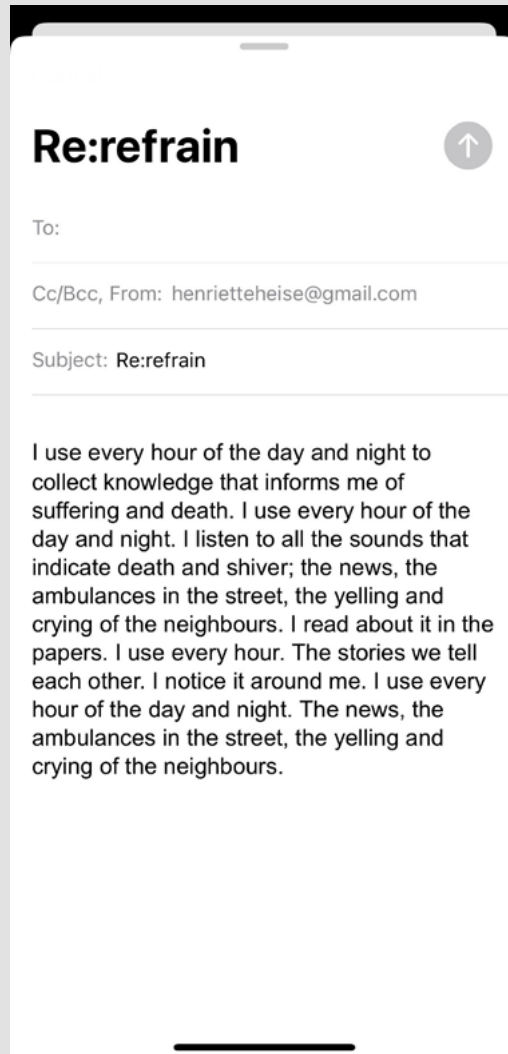 Re:refrain
To:
Cc/Bcc, From: henrietteheise@gmail.com
Subject: Re:refrain
I use every hour of the day and night to
collect knowledge that informs me of
suffering and death. I use every hour of the
day and night. I listen to all the sounds that
indicate death and shiver; the news, the
ambulances in the street, the yelling and
crying of the neighbours. I read about it in the
papers. I use every hour. The stories we tell
each other. I notice it around me. I use every
hour of the day and night. The news, the
ambulances in the street, the yelling and
crying of the neighbours.